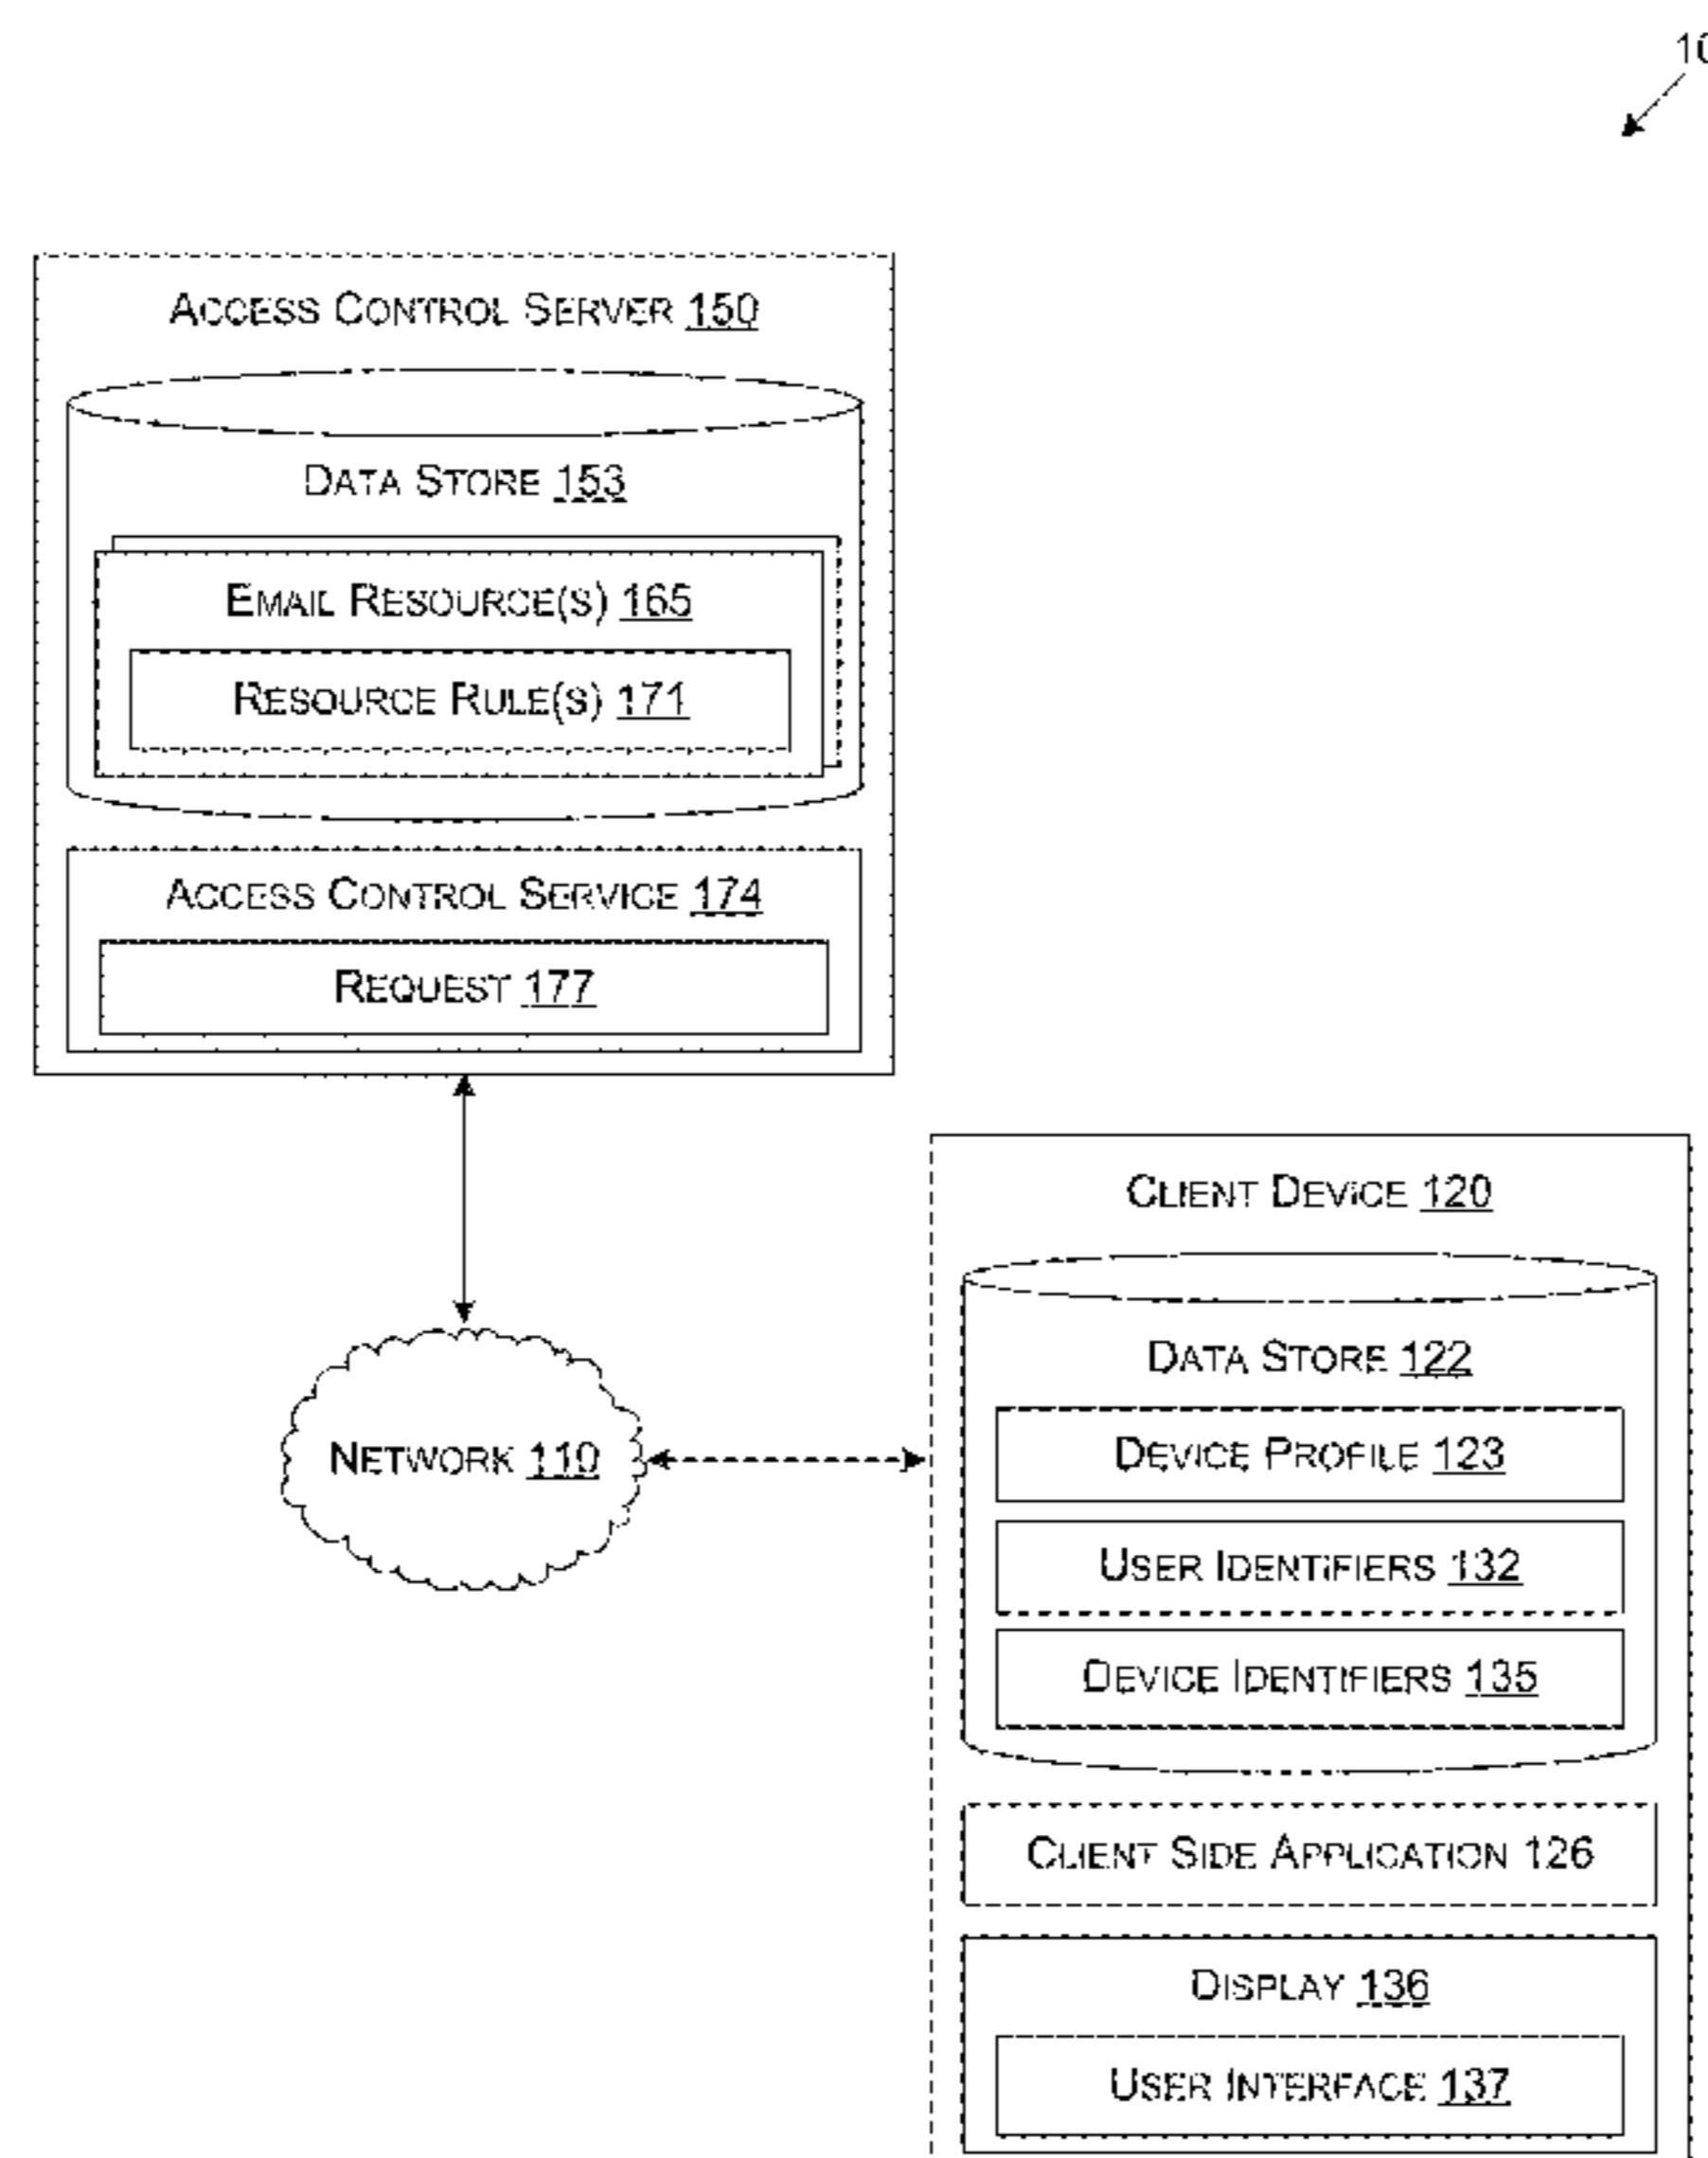 10
ACCESS CONTROL SERVER 150
DATA STORE 153
EMAIL RESOURCE(S) 165
RESOURCE RULE(S) 171
ACCESS CONTROL SERVICE 174
REQUEST 177
NETWORK 110
CLIENT DEVICE 120
DATA STORE 122
DEVICE PROFILE 123
USER IDENTIFIERS 132
DEVICE IDENTIFIERS 135
CLIENT SIDE APPLICATION 126
DISPLAY 136
USER INTERFACE 137